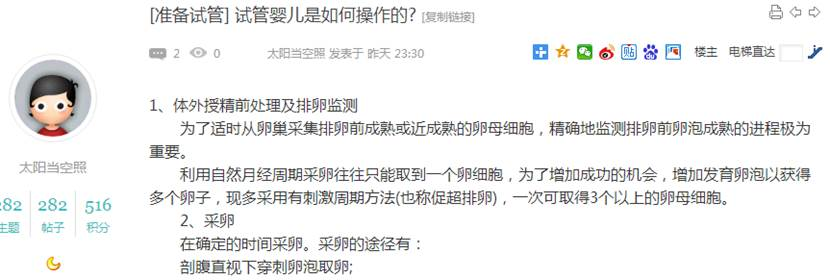 [准备试管] 试管婴儿是如何操作的? [复制链接]
2 0 太阳当空照 发表于 昨天 23:30 楼主 电梯直达
1、体外授精前处理及排卵监测
为了适时从卵巢采集排卵前成熟或近成熟的卵母细胞，精确地监测排卵前卵泡成熟的进程极为
重要。
太阳当空照
利用自然月经周期采卵往往只能取到一个卵细胞，为了增加成功的机会，增加发育卵泡以获得
多个卵子，现多采用有刺激周期方法(也称促超排卵)，一次可取得3个以上的卵母细胞。
282 282 516
主题 帖子 积分
2、采卵
在确定的时间采卵。采卵的途径有：
剖腹直视下穿刺卵泡取卵;